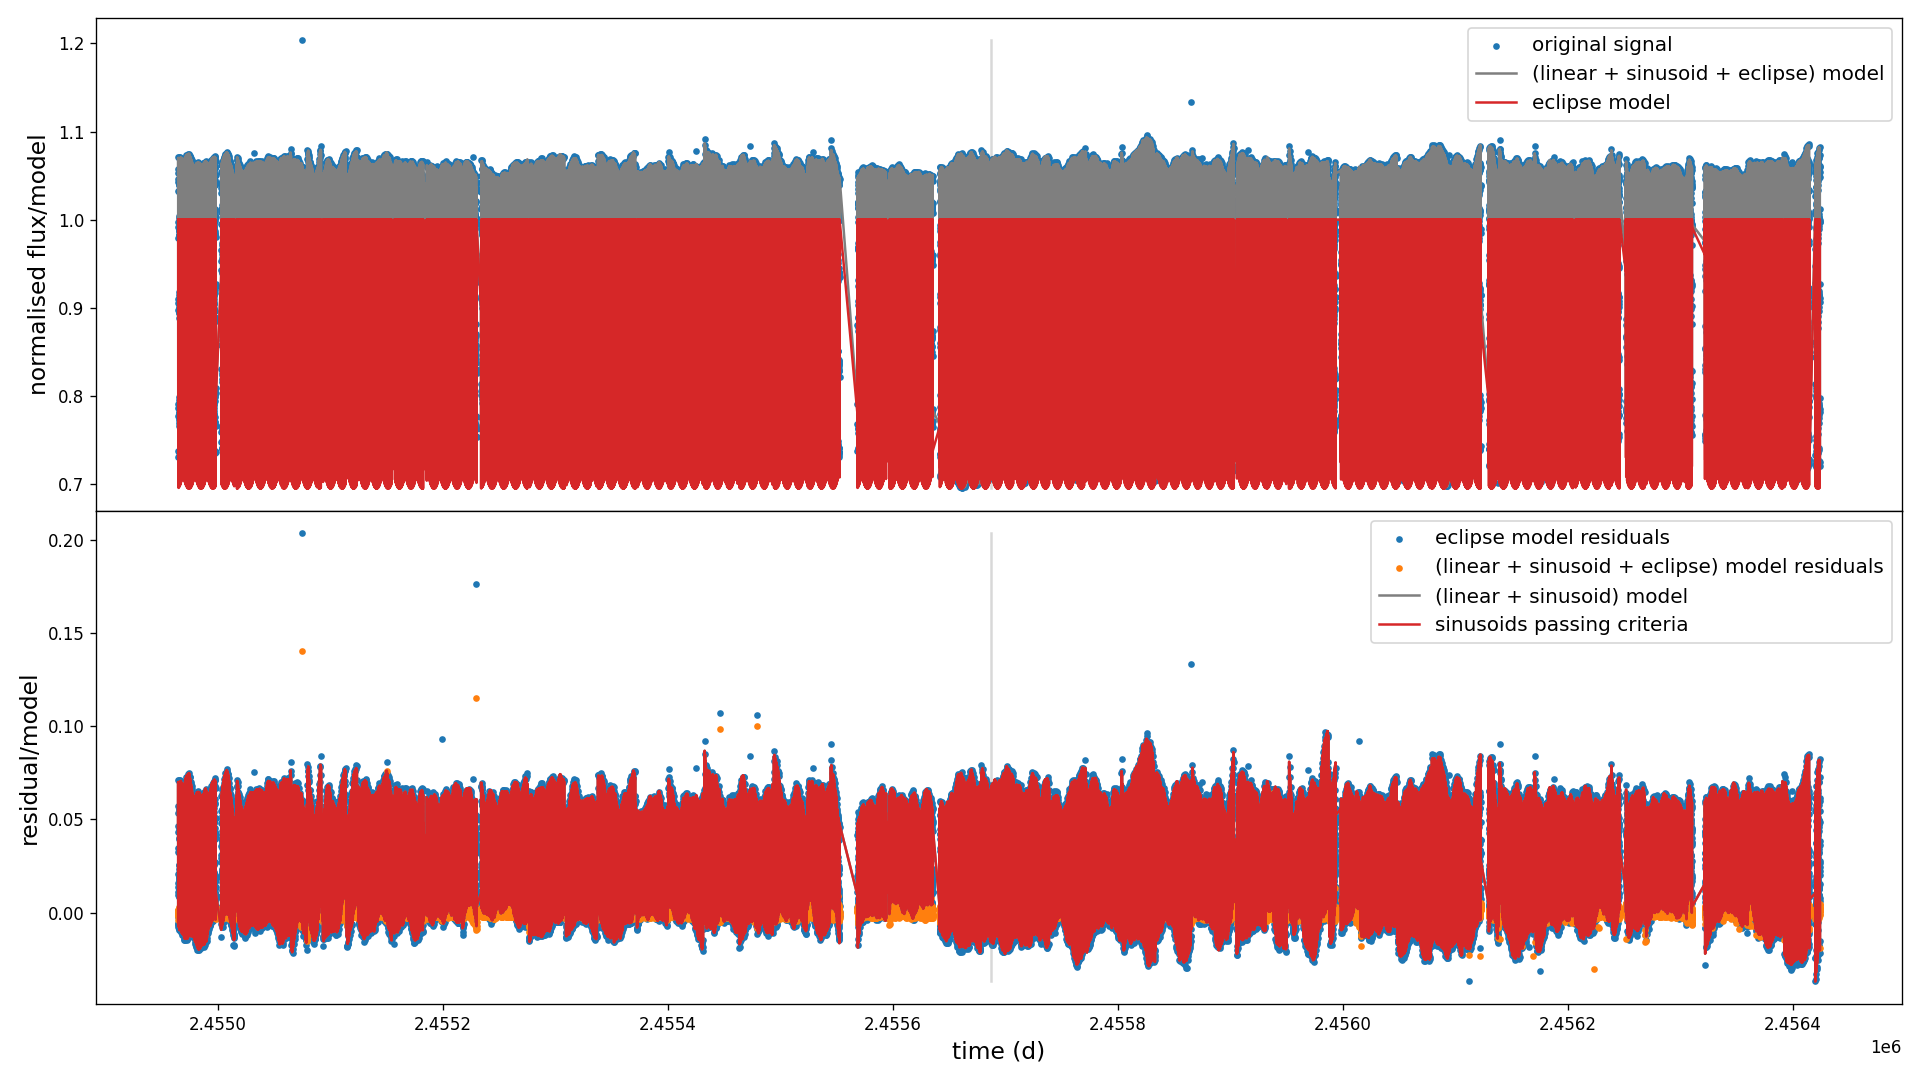 normalised flux/model
1.2
1.1
1.0
0.9
0.8
0.7
original signal
(linear + sinusoid + eclipse) model
eclipse model
residual/model
0.20
0.15
0.10
0.05
0.00
eclipse model residuals
(linear + sinusoid + eclipse) model residuals
(linear + sinusoid) model
sinusoids passing criteria
2.4550 2.4552 2.4554 2.4556 2.4558 2.4560 2.4562 2.4564
time (d)
1e6